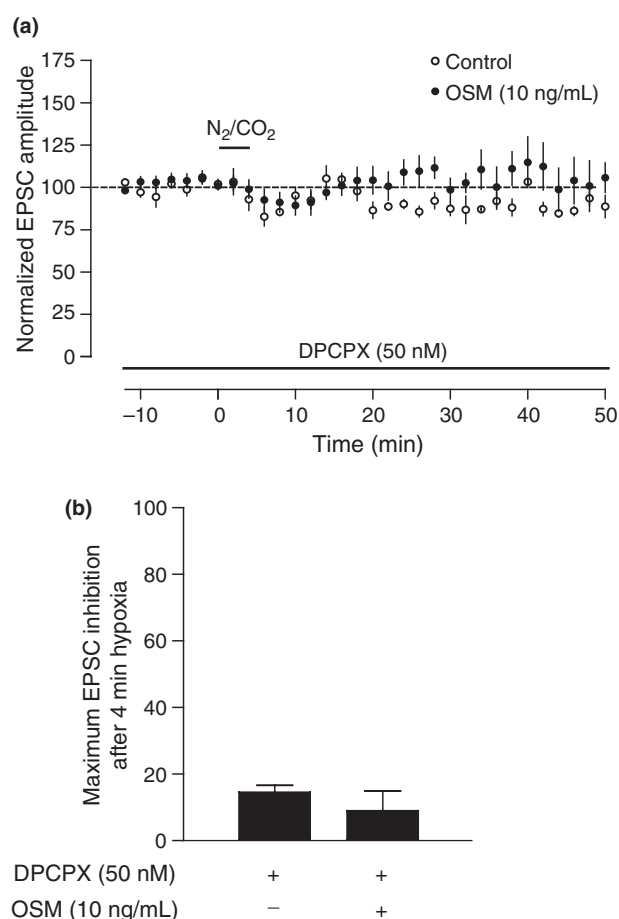 (a)
175
150
125
100
75
50
25
0
Normalized EPSC amplitude
Control
OSM (10 ng/mL)
N₂/CO₂
DPCPX (50 nM)
–10 0 10 20 30 40 50
Time (min)
(b)
100
80
60
40
20
0
Maximum EPSC inhibition
after 4 min hypoxia
DPCPX (50 nM) + +
OSM (10 ng/mL) – +